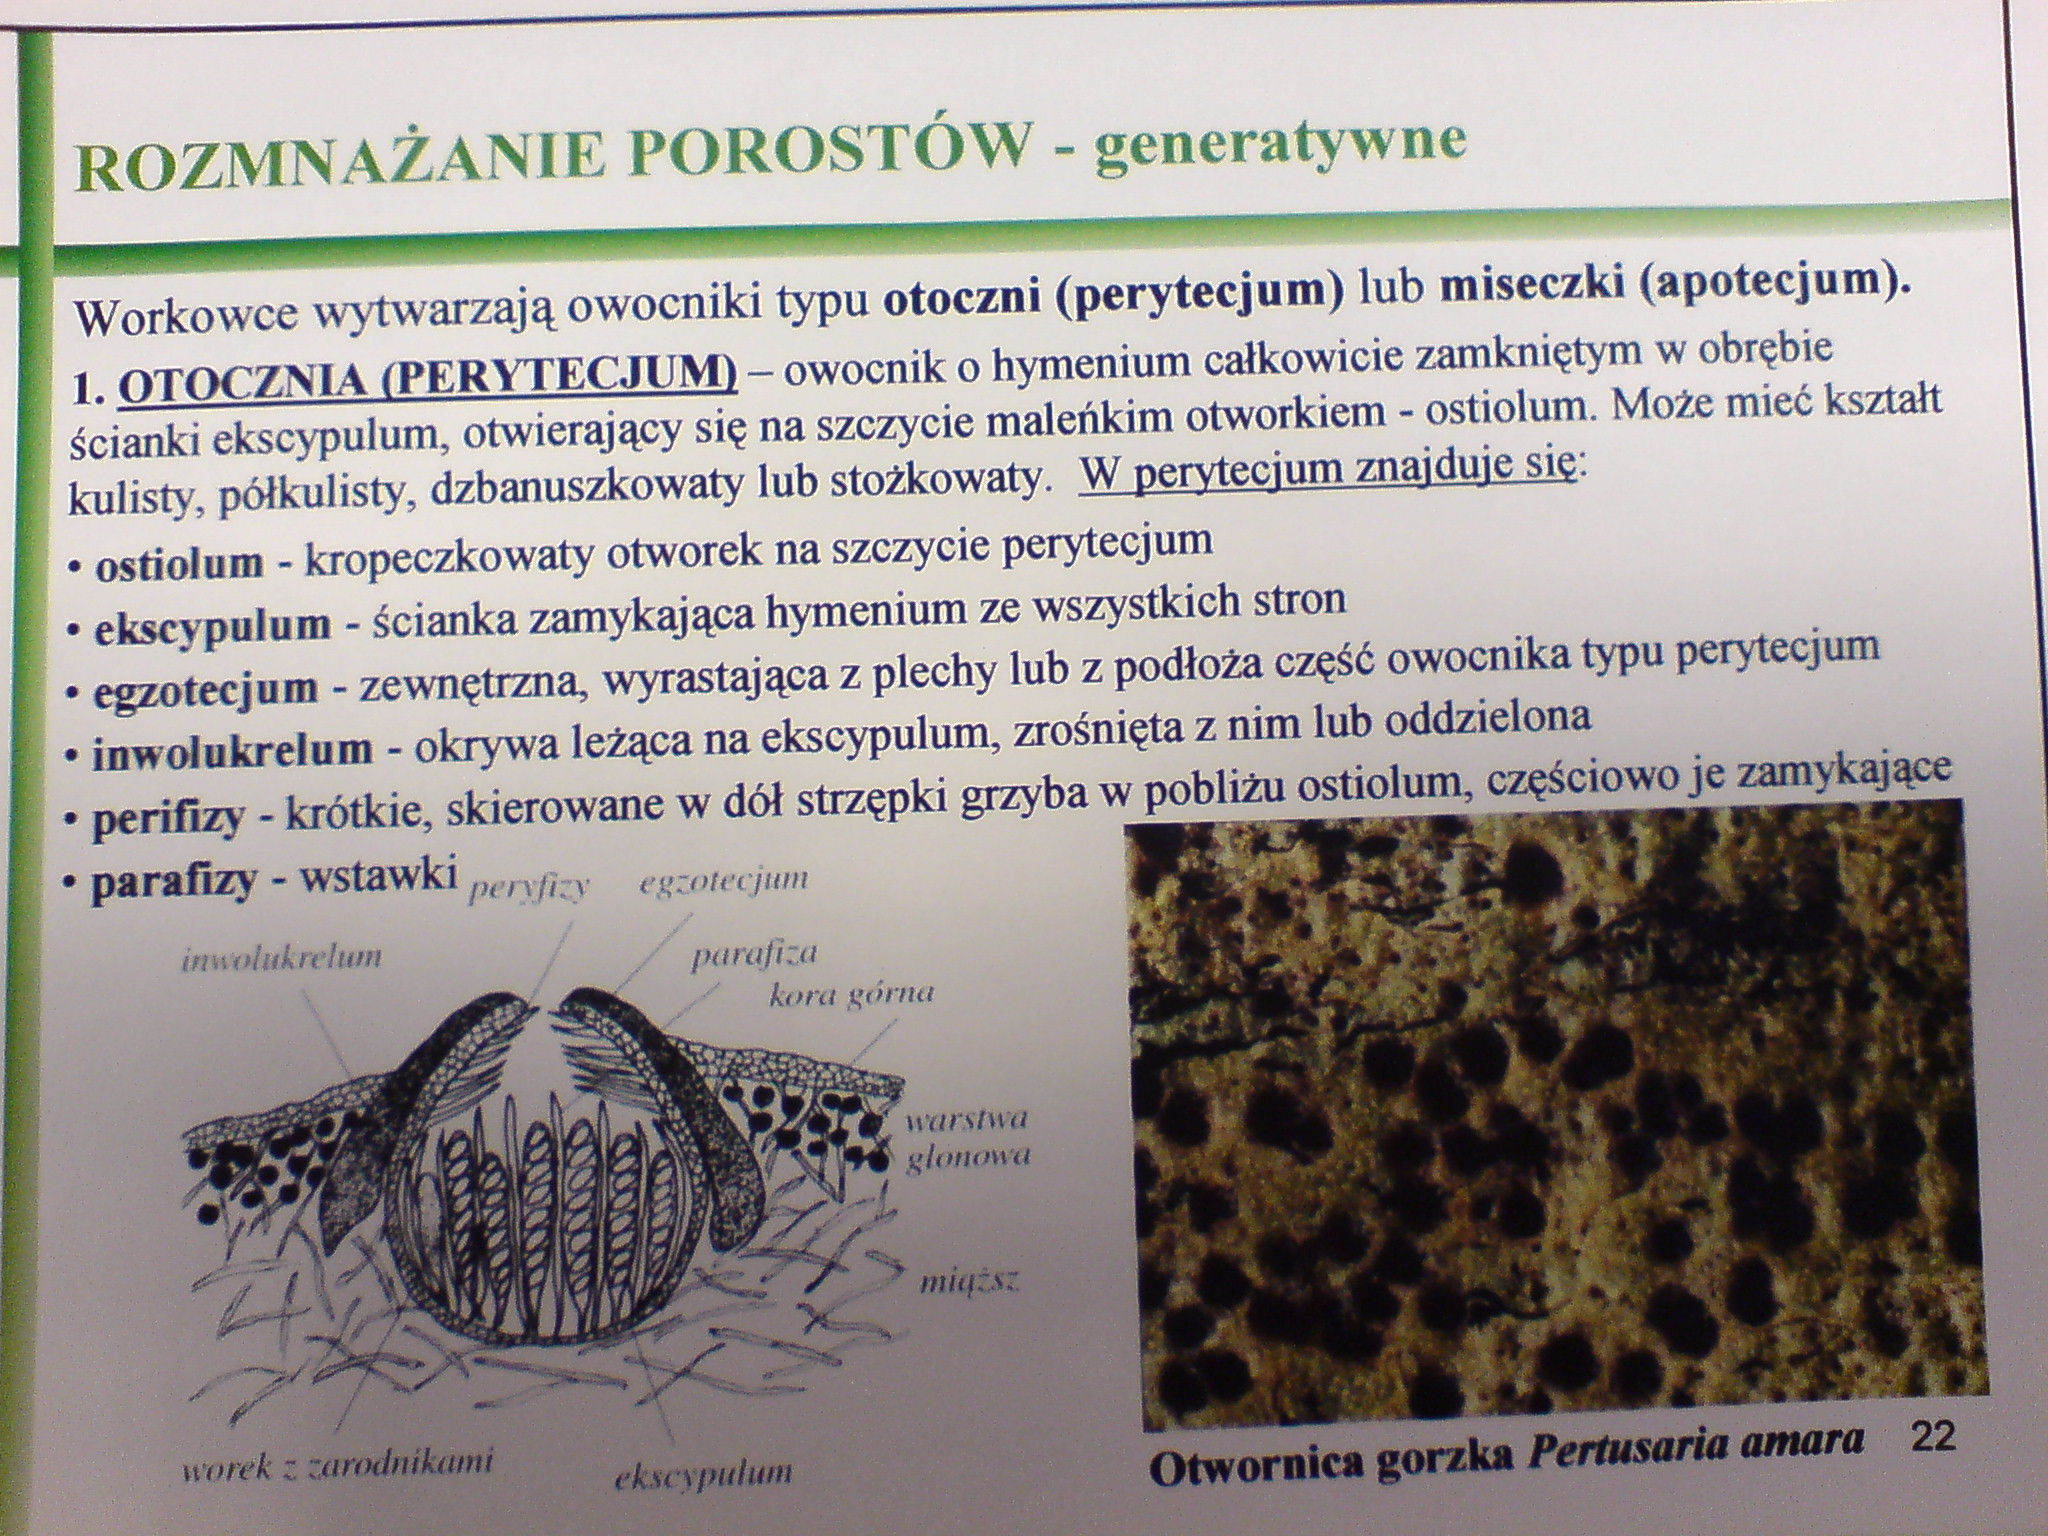 ROZMNAŻANIE POROSTÓW - generatywne
Workowce wytwarzają owocniki typu otoczni (perytecjum) lub miseczki (apotecjum).
1. OTOCZNIA (PERYTECJUM) – owocnik o hymenium całkowicie zamkniętym w obrębie
ścianki ekscypulum, otwierający się na szczycie maleńkim otworkiem - ostiolum. Może mieć kształt
kulisty, półkulisty, dzbanuszkowaty lub stożkowaty. W perytecjum znajduje się:
• ostiolum - kropeczkowaty otworek na szczycie perytecjum
• ekscypulum - ścianka zamykająca hymenium ze wszystkich stron
• egzotecjum - zewnętrzna, wyrastająca z plechy lub z podłoża część owocnika typu perytecjum
• inwolukrelum - okrywa leżąca na ekscypulum, zrośnięta z nim lub oddzielona
• perifizy - krótkie, skierowane w dół strzępki grzyba w pobliżu ostiolum, częściowo je zamykające
• parafizy - wstawki
peryfizy
egzotecjum
inwolukrelum
parafiza
kora górna
warstwa
glonowa
miąższ
worek z zarodnikami
ekscypulum
Otwornica gorzka Pertusaria amara
22